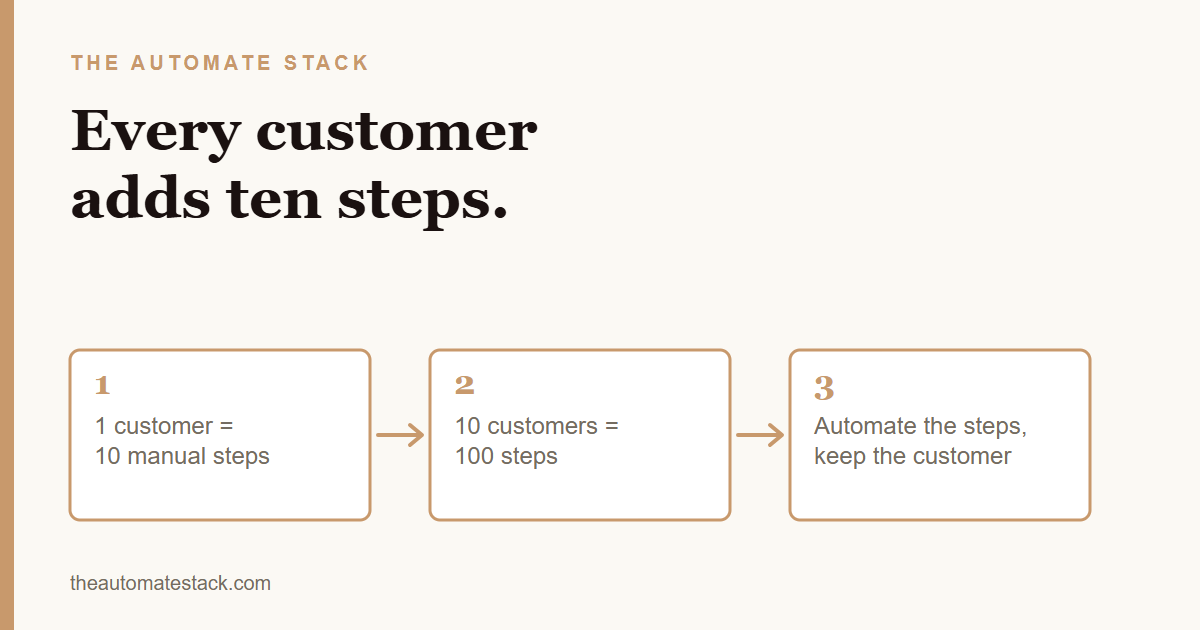 THE AUTOMATE STACK
Every customer
adds ten steps.
1
1 customer =
10 manual steps
2
10 customers =
100 steps
3
Automate the steps,
keep the customer
theautomatestack.com